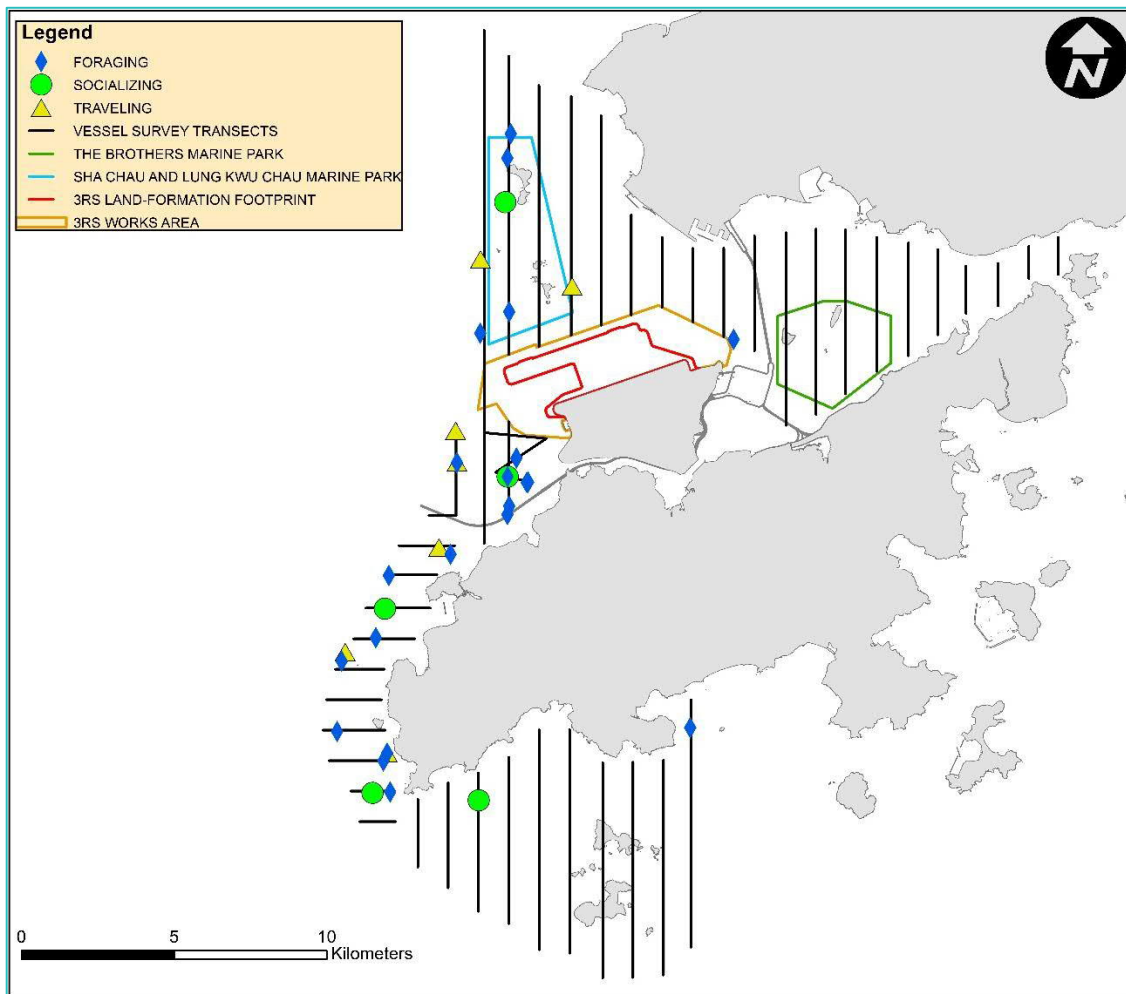 Legend
FORAGING
SOCIALIZING
TRAVELING
VESSEL SURVEY TRANSECTS
THE BROTHERS MARINE PARK
SHA CHAU AND LUNG KWU CHAU MARINE PARK
3RS LAND-FORMATION FOOTPRINT
3RS WORKS AREA
N
0 5 10
Kilometers